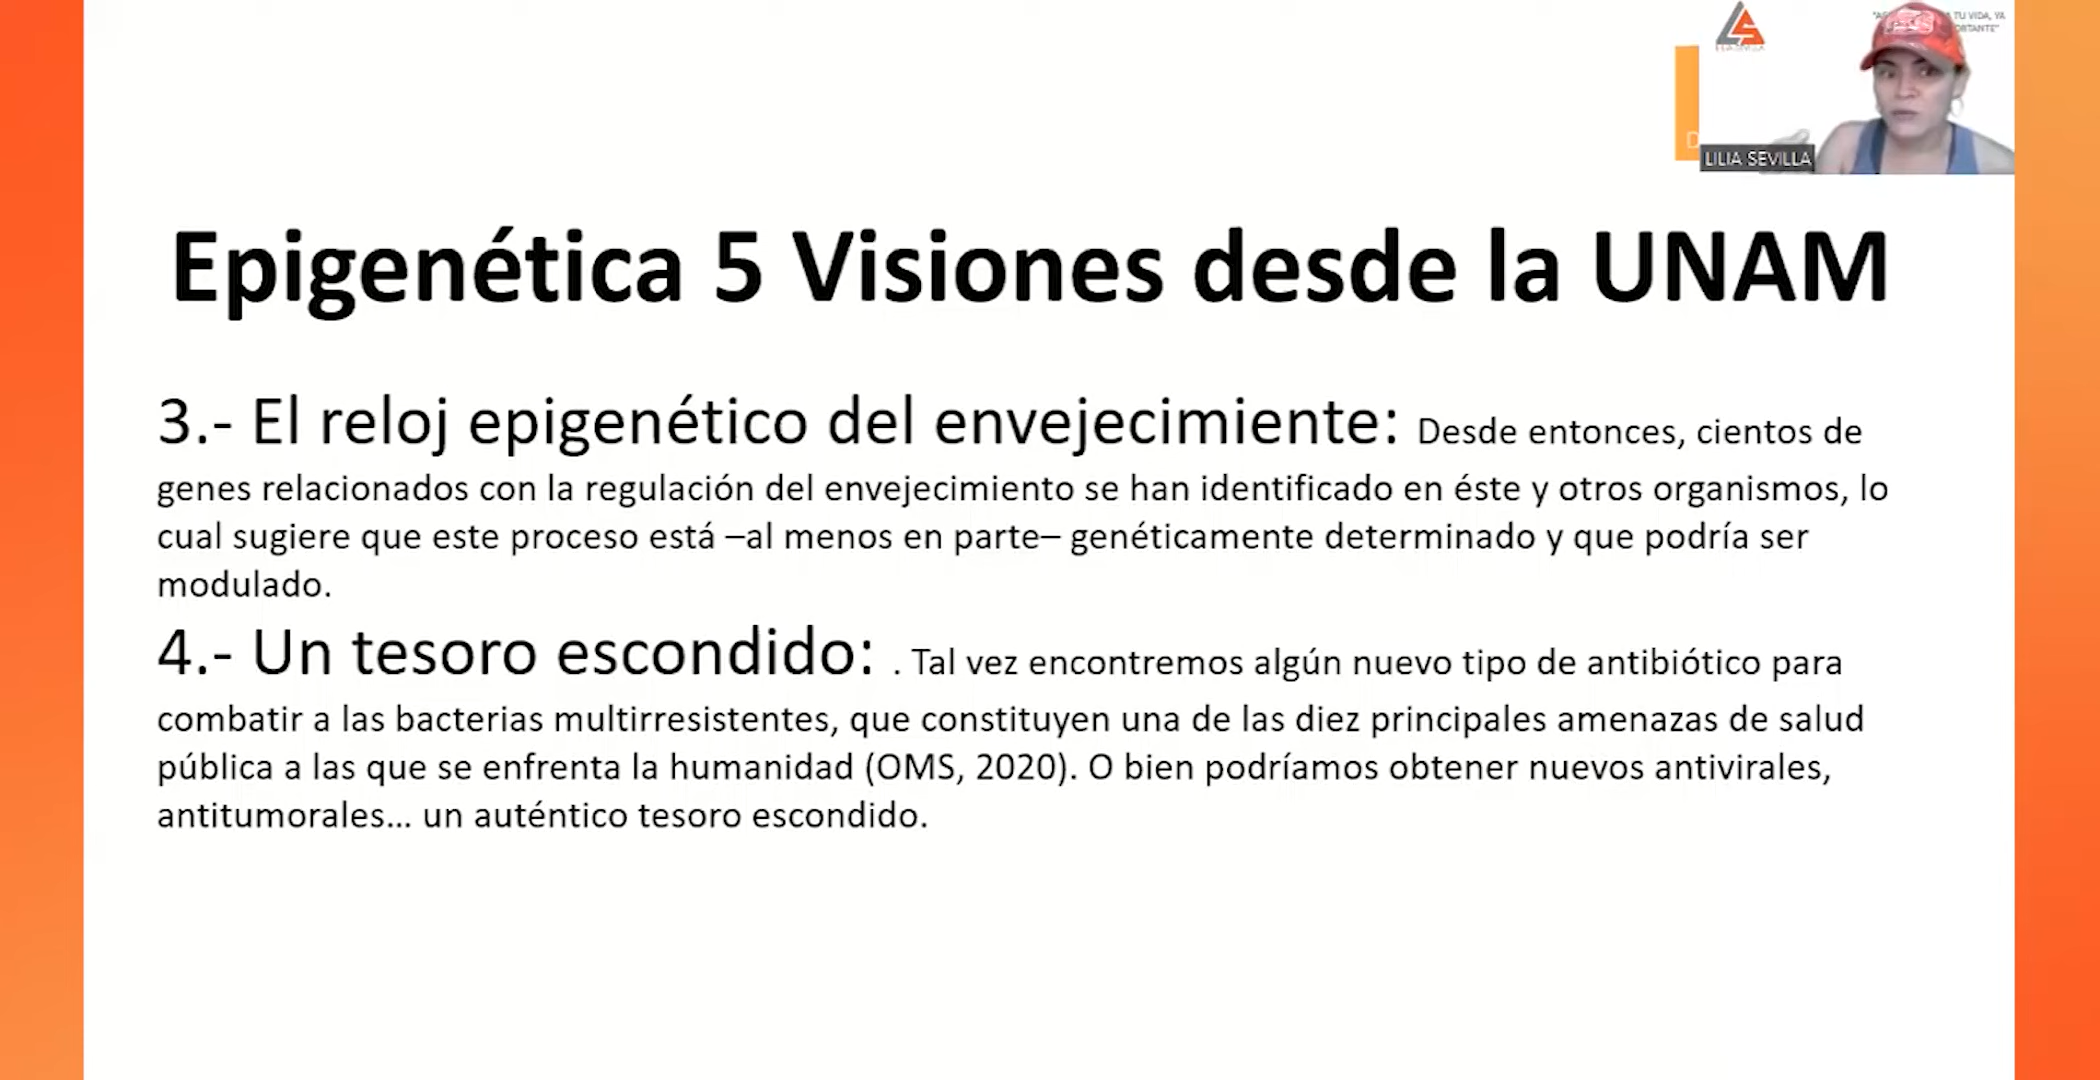 LILIA SEVILLA
Epigenética 5 Visiones desde la UNAM
3.- El reloj epigenético del envejecimiente: Desde entonces, cientos de
genes relacionados con la regulación del envejecimiento se han identificado en éste y otros organismos, lo
cual sugiere que este proceso está –al menos en parte– genéticamente determinado y que podría ser
modulado.
4.- Un tesoro escondido: . Tal vez encontremos algún nuevo tipo de antibiótico para
combatir a las bacterias multirresistentes, que constituyen una de las diez principales amenazas de salud
pública a las que se enfrenta la humanidad (OMS, 2020). O bien podríamos obtener nuevos antivirales,
antitumorales... un auténtico tesoro escondido.